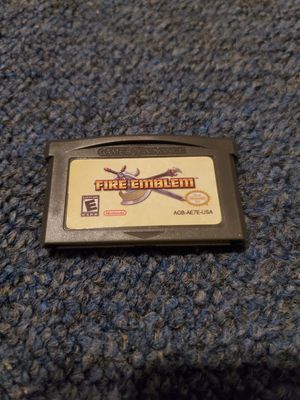 GAME BOY ADVANCE
FIRE EMBLEM
E
Nintendo
AGB-AE7E-USA